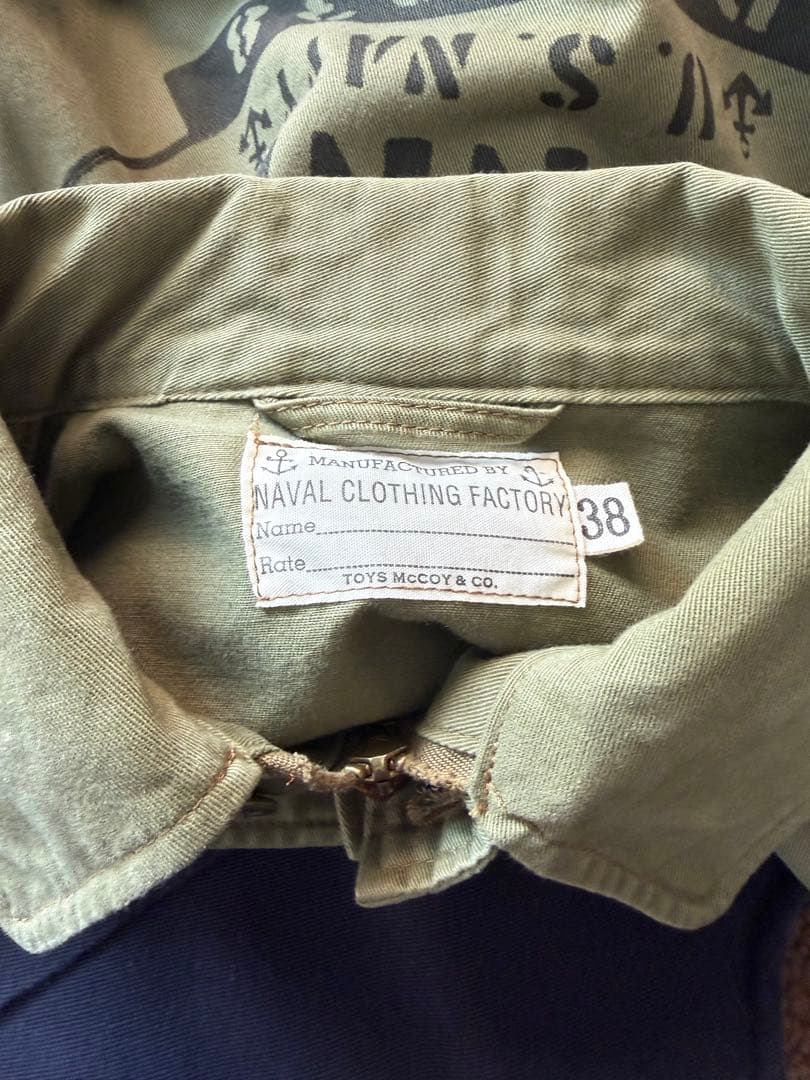 MANUFACTURED BY
NAVAL CLOTHING FACTORY
Name
Rate
TOYS McCOY & CO.
38